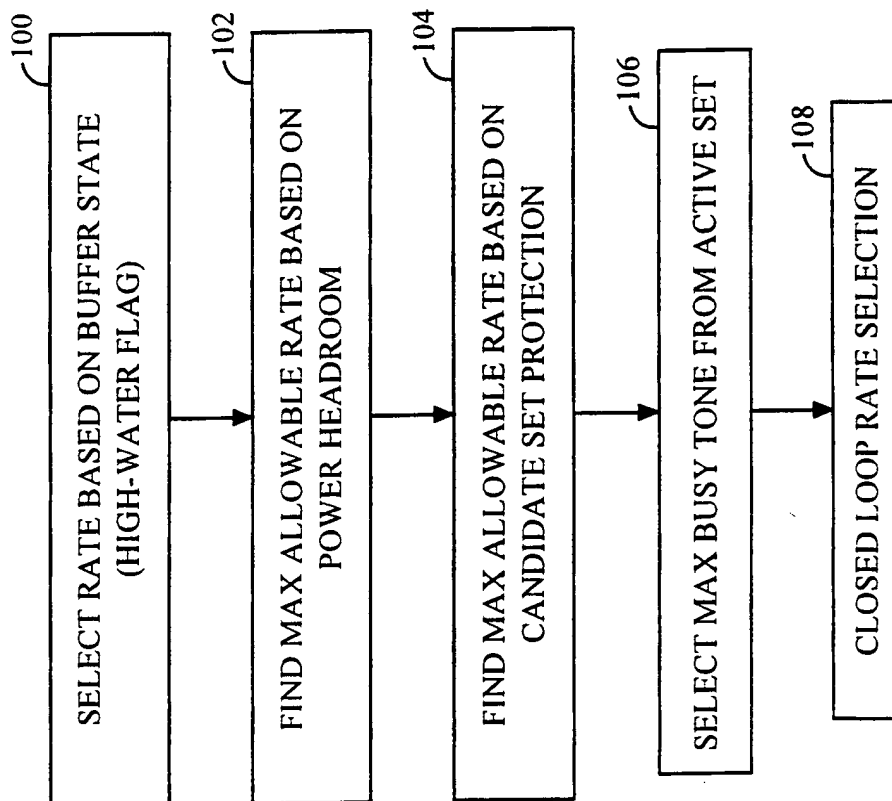 100
SELECT RATE BASED ON BUFFER STATE
(HIGH-WATER FLAG)
102
FIND MAX ALLOWABLE RATE BASED ON
POWER HEADROOM
104
FIND MAX ALLOWABLE RATE BASED ON
CANDIDATE SET PROTECTION
106
SELECT MAX BUSY TONE FROM ACTIVE SET
108
CLOSED LOOP RATE SELECTION